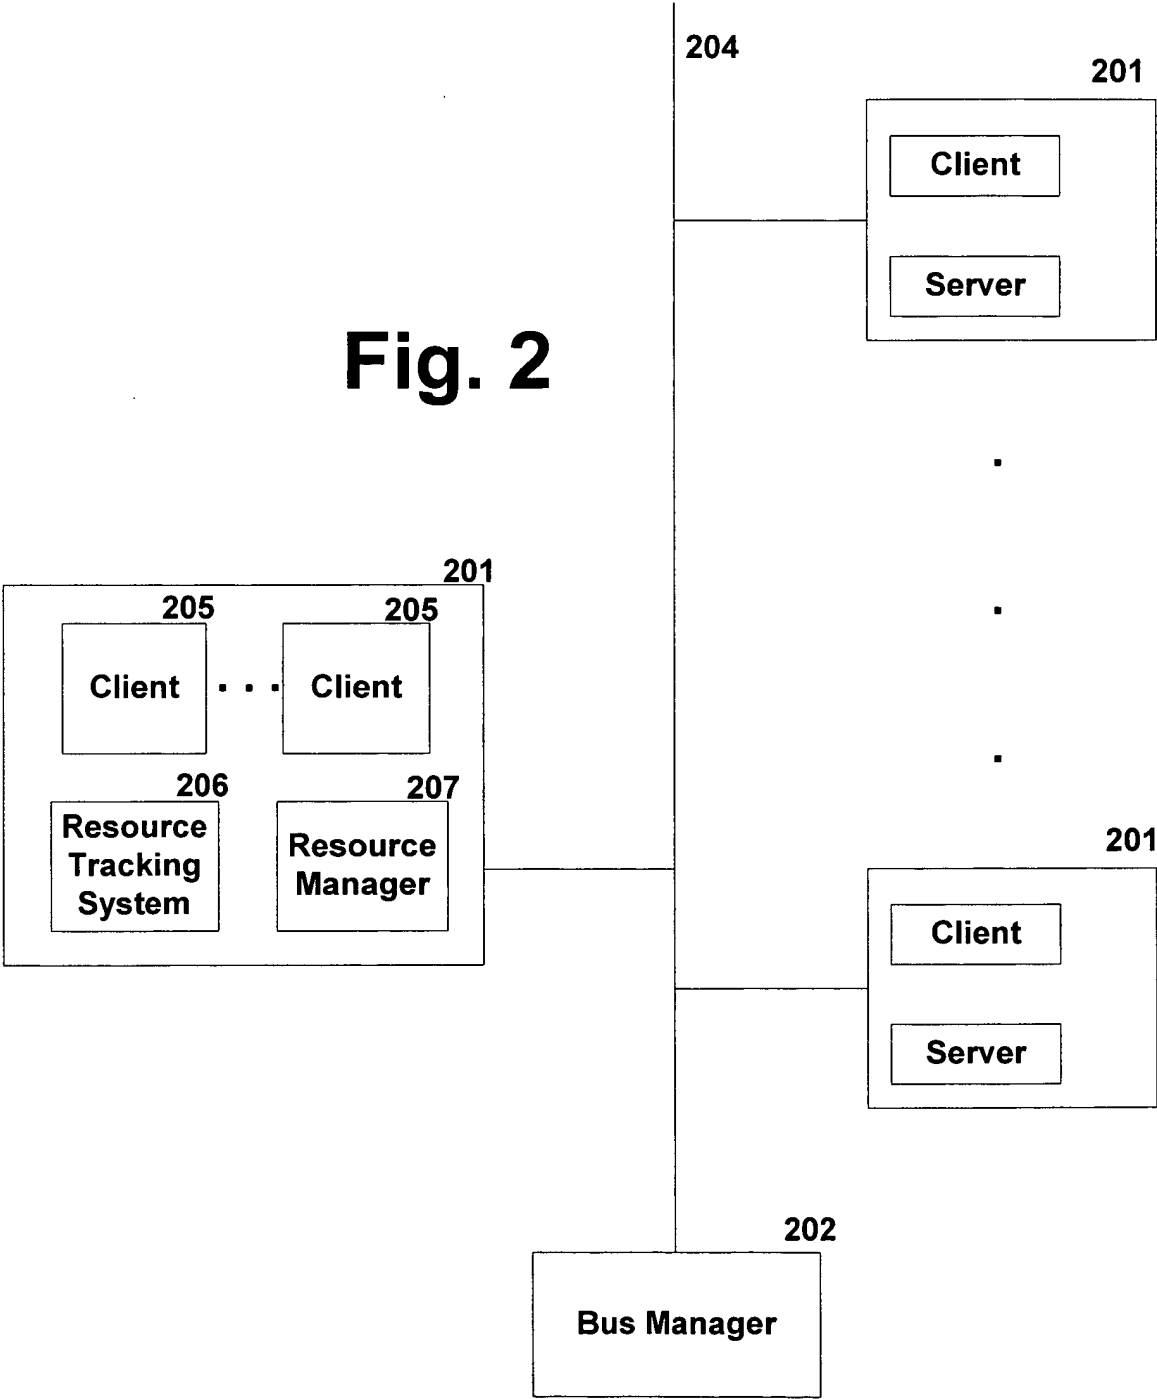 204
201
Client
Server
Fig. 2
201
205
205
Client
Client
206
207
Resource
Tracking
System
Resource
Manager
201
Client
Server
202
Bus Manager